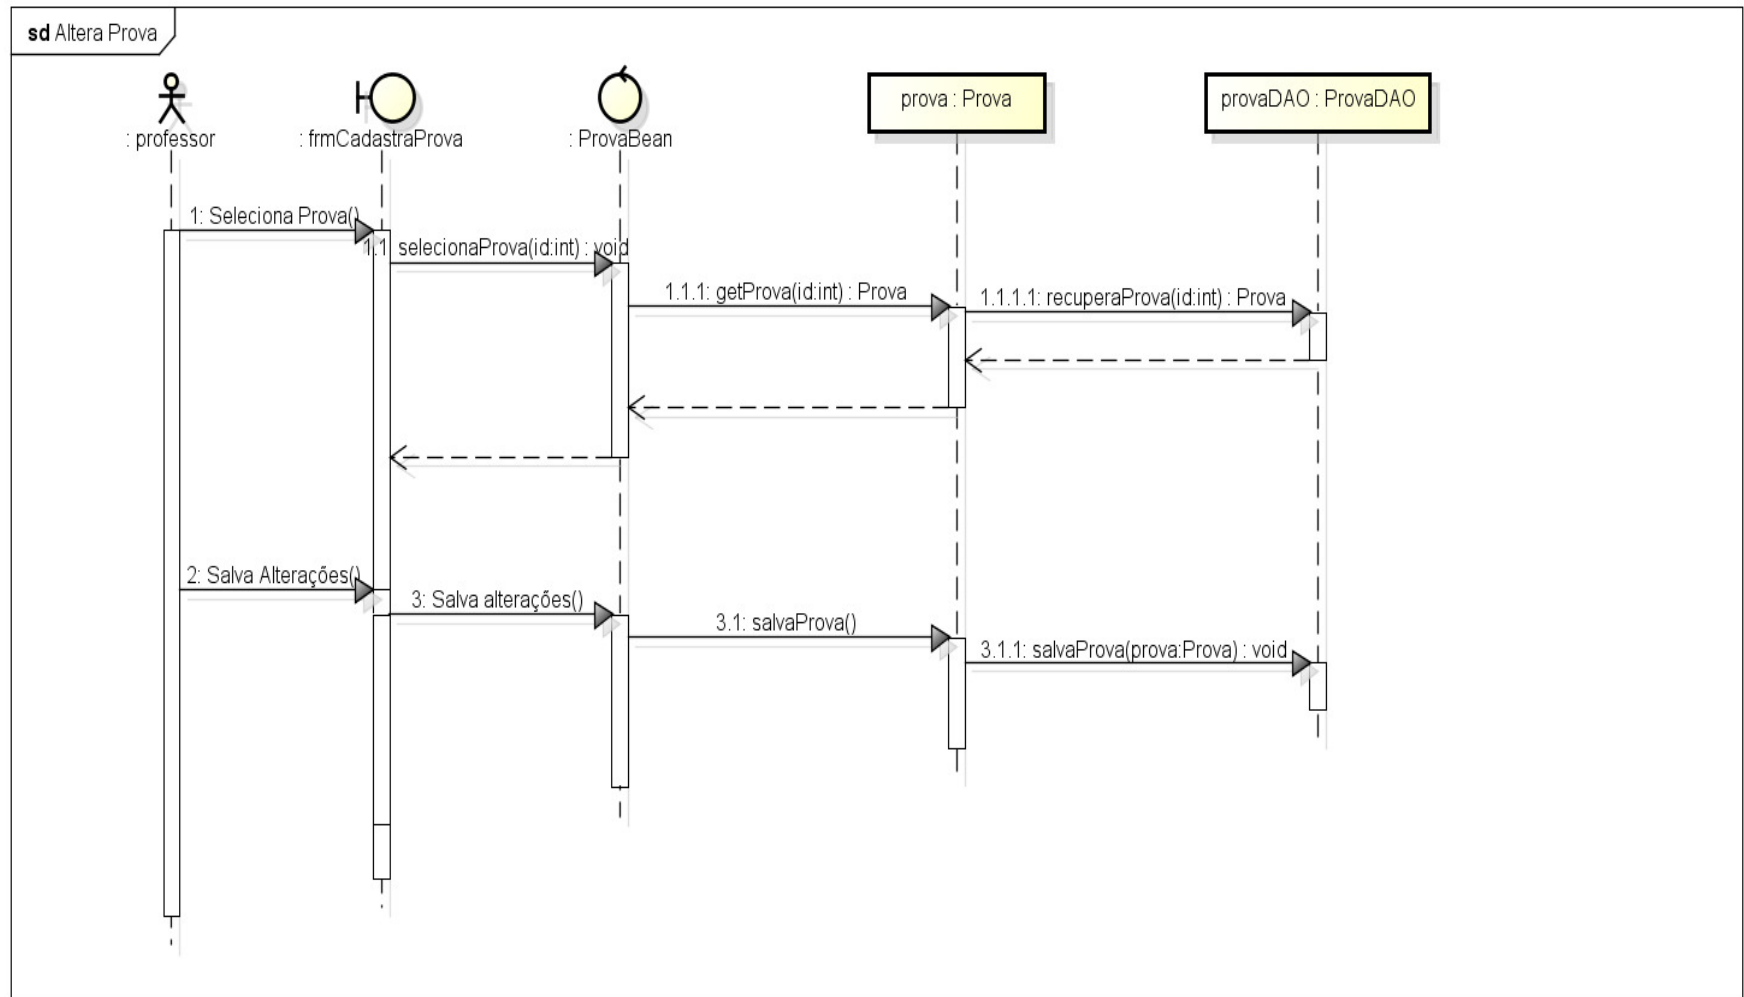 sd Altera Prova
: professor
: frmCadastraProva
: ProvaBean
prova : Prova
provaDAO : ProvaDAO
1: Seleciona Prova()
1.1: selecionaProva(id:int) : void
1.1.1: getProva(id:int) : Prova
1.1.1.1: recuperaProva(id:int) : Prova
2: Salva Alterações()
3: Salva alterações()
3.1: salvaProva()
3.1.1: salvaProva(prova:Prova) : void